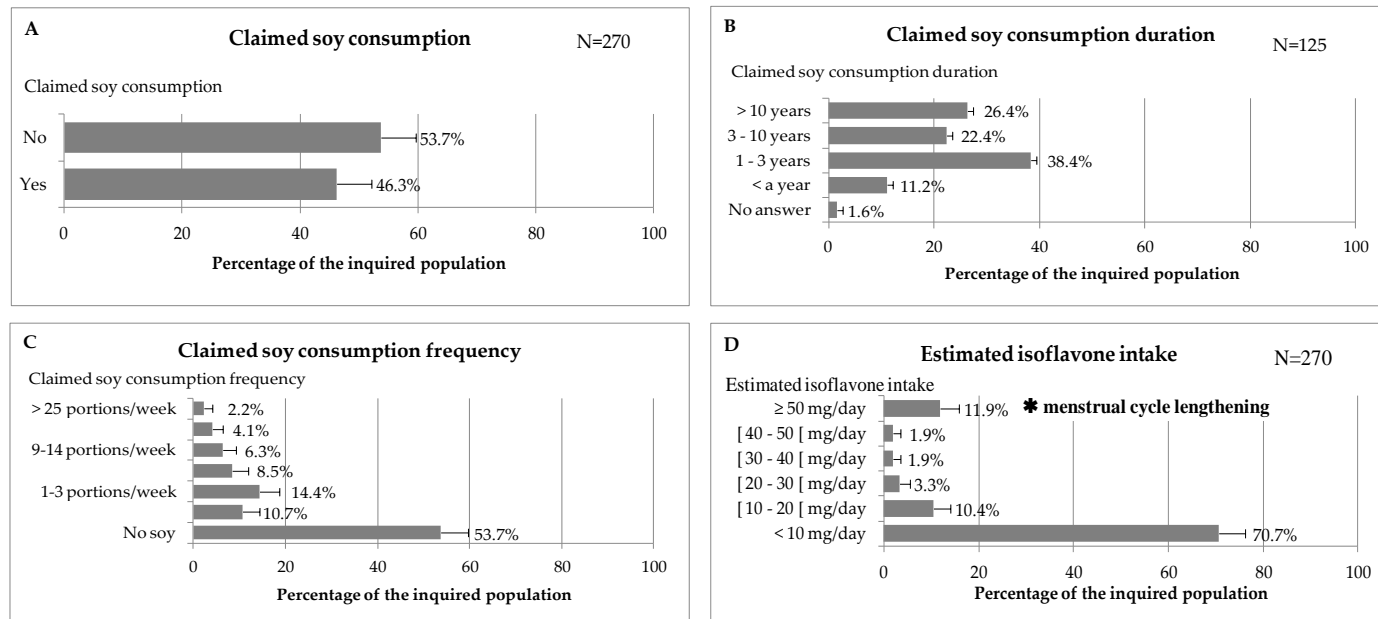 A
Claimed soy consumption
N=270
Claimed soy consumption
No
53.7%
Yes
46.3%
0 20 40 60 80 100
Percentage of the inquired population
B
Claimed soy consumption duration
N=125
Claimed soy consumption duration
> 10 years
26.4%
3 - 10 years
22.4%
1 - 3 years
38.4%
< a year
11.2%
No answer
1.6%
0 20 40 60 80 100
Percentage of the inquired population
C
Claimed soy consumption frequency
Claimed soy consumption frequency
> 25 portions/week
2.2%
4.1%
9-14 portions/week
6.3%
8.5%
1-3 portions/week
14.4%
10.7%
No soy
53.7%
0 20 40 60 80 100
Percentage of the inquired population
D
Estimated isoflavone intake
N=270
Estimated isoflavone intake
≥ 50 mg/day
11.9%
✱ menstrual cycle lengthening
[ 40 - 50 [ mg/day
1.9%
[ 30 - 40 [ mg/day
1.9%
[ 20 - 30 [ mg/day
3.3%
[ 10 - 20 [ mg/day
10.4%
< 10 mg/day
70.7%
0 20 40 60 80 100
Percentage of the inquired population